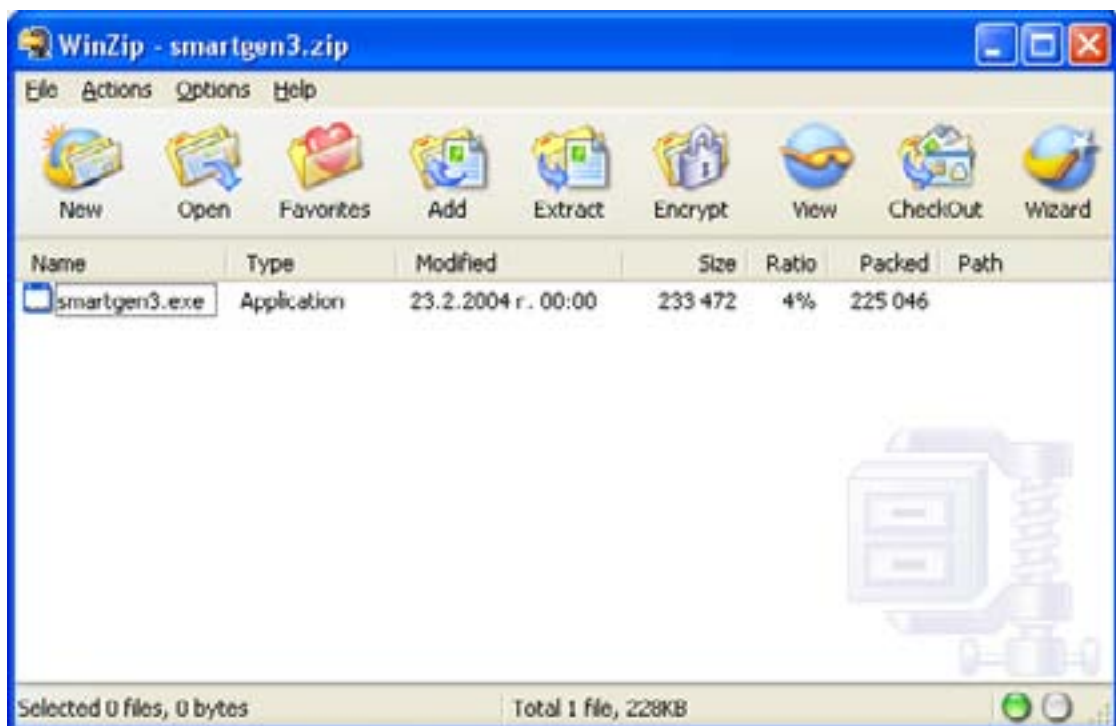 WinZip - smartgen3.zip
File Actions Options Help
New Open Favorites Add Extract Encrypt View CheckOut Wizard
Name Type Modified Size Ratio Packed Path
smartgen3.exe Application 23.2.2004 г. 00:00 233 472 4% 225 046
Selected 0 files, 0 bytes Total 1 file, 228KB